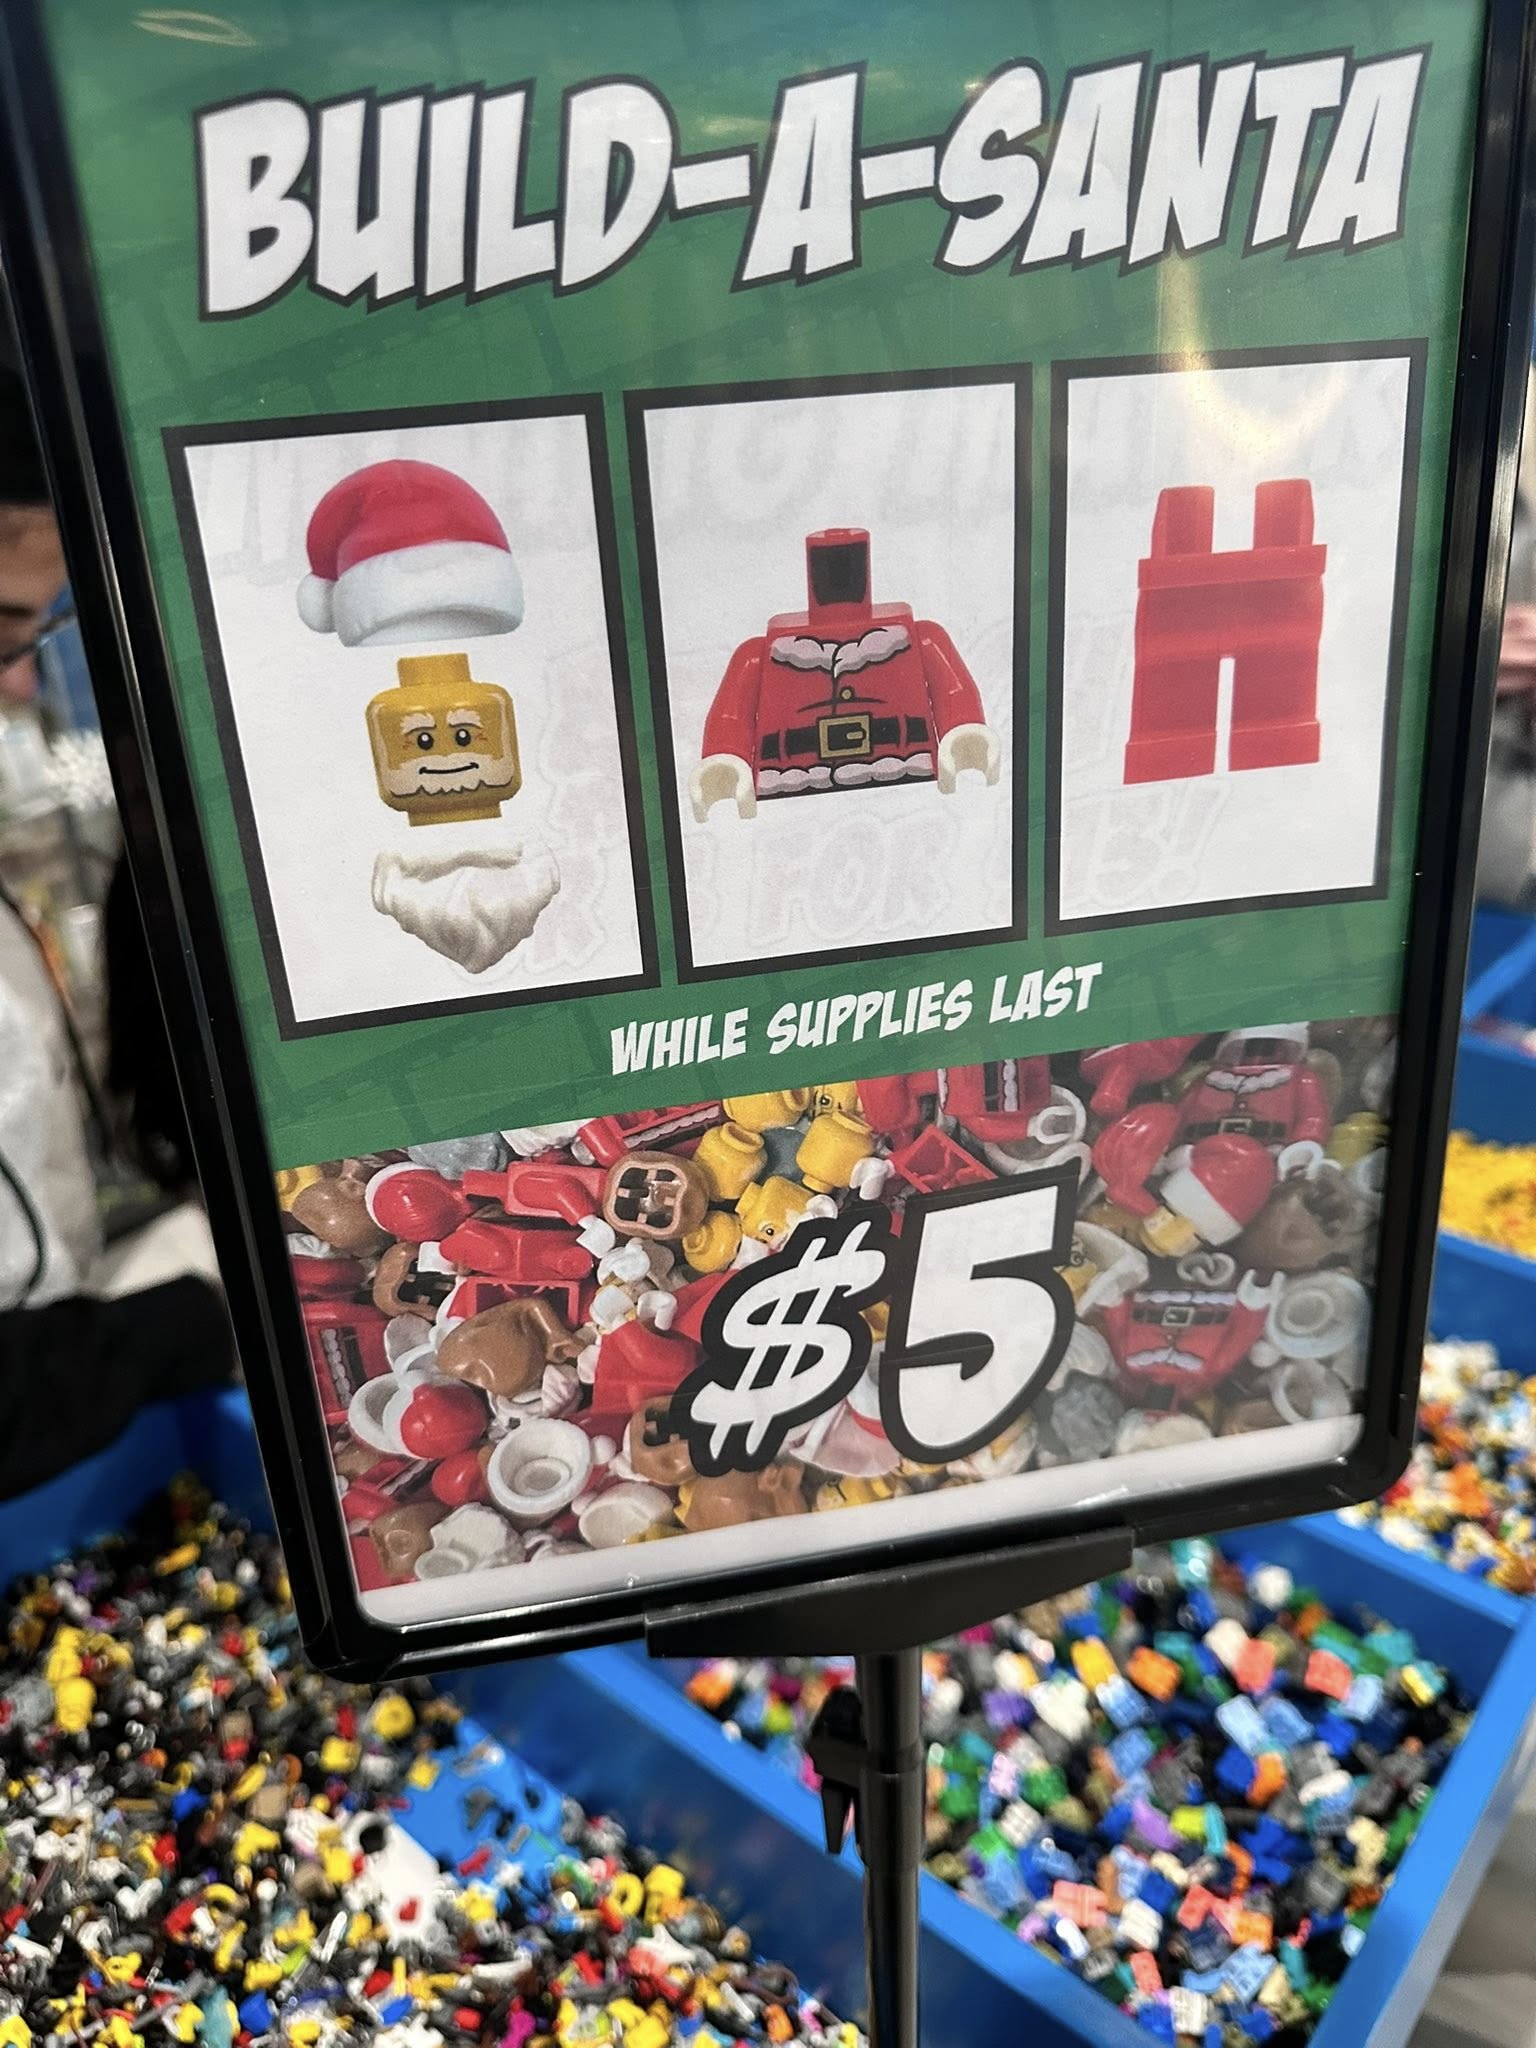 BUILD-A-SANTA
WHILE SUPPLIES LAST
$5